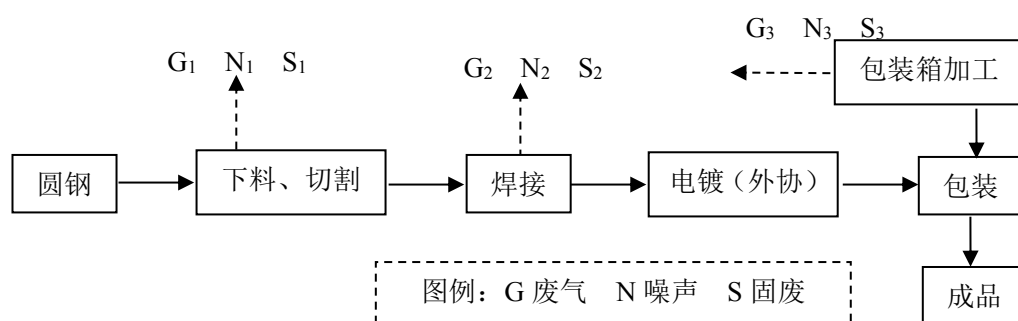 G₃ N₃ S₃
包装箱加工
G₁ N₁ S₁
G₂ N₂ S₂
圆钢
下料、切割
焊接
电镀（外协）
包装
图例：G 废气 N 噪声 S 固废
成品